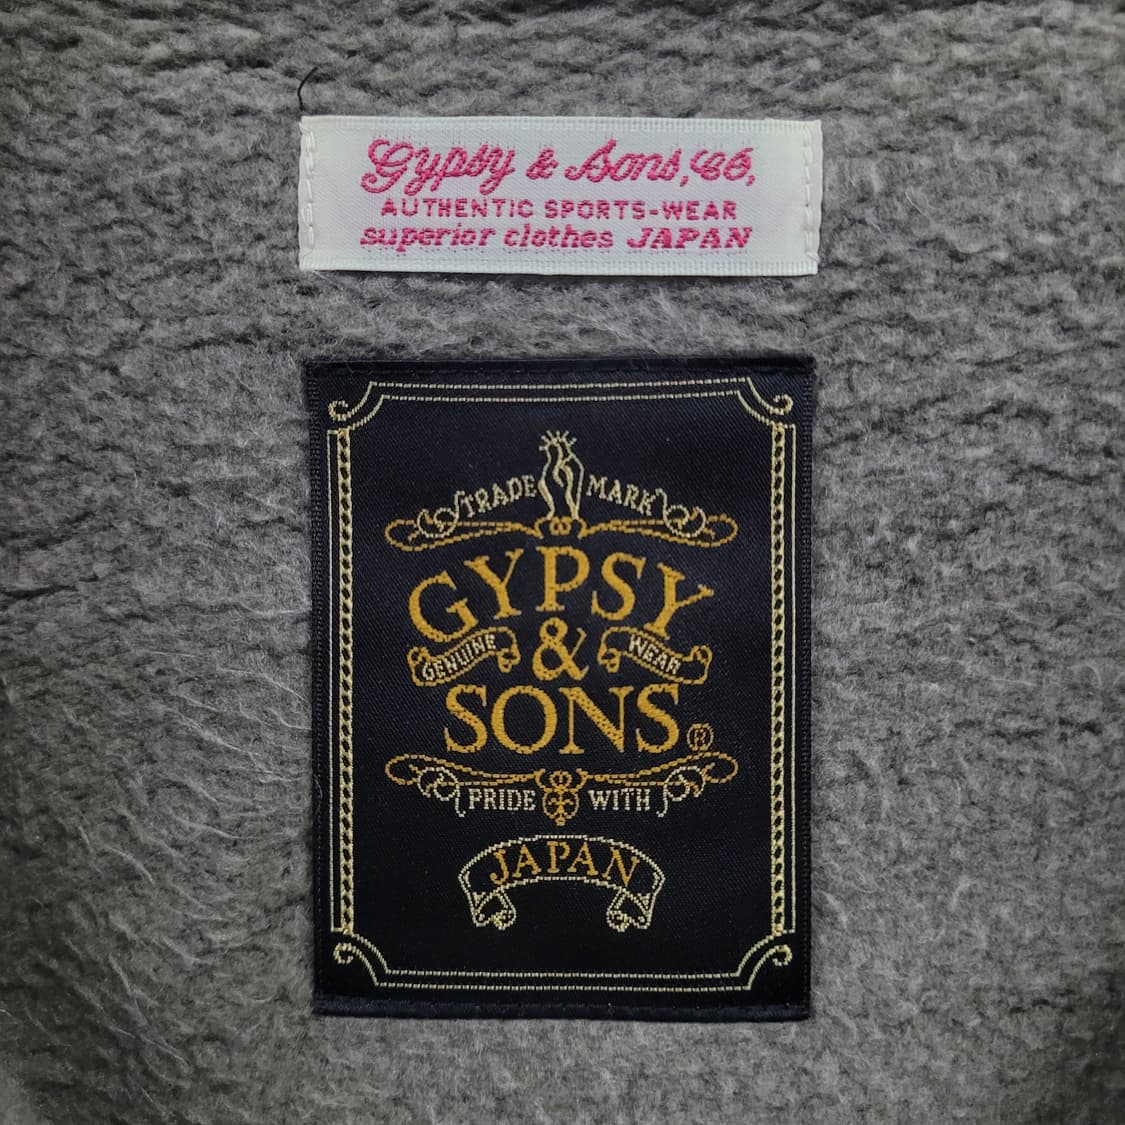 Gypsy & Sons, Co,
AUTHENTIC SPORTS-WEAR
superior clothes JAPAN
TRADE MARK
GYPSY
GENUINE & WEAR
SONS®
PRIDE WITH
JAPAN